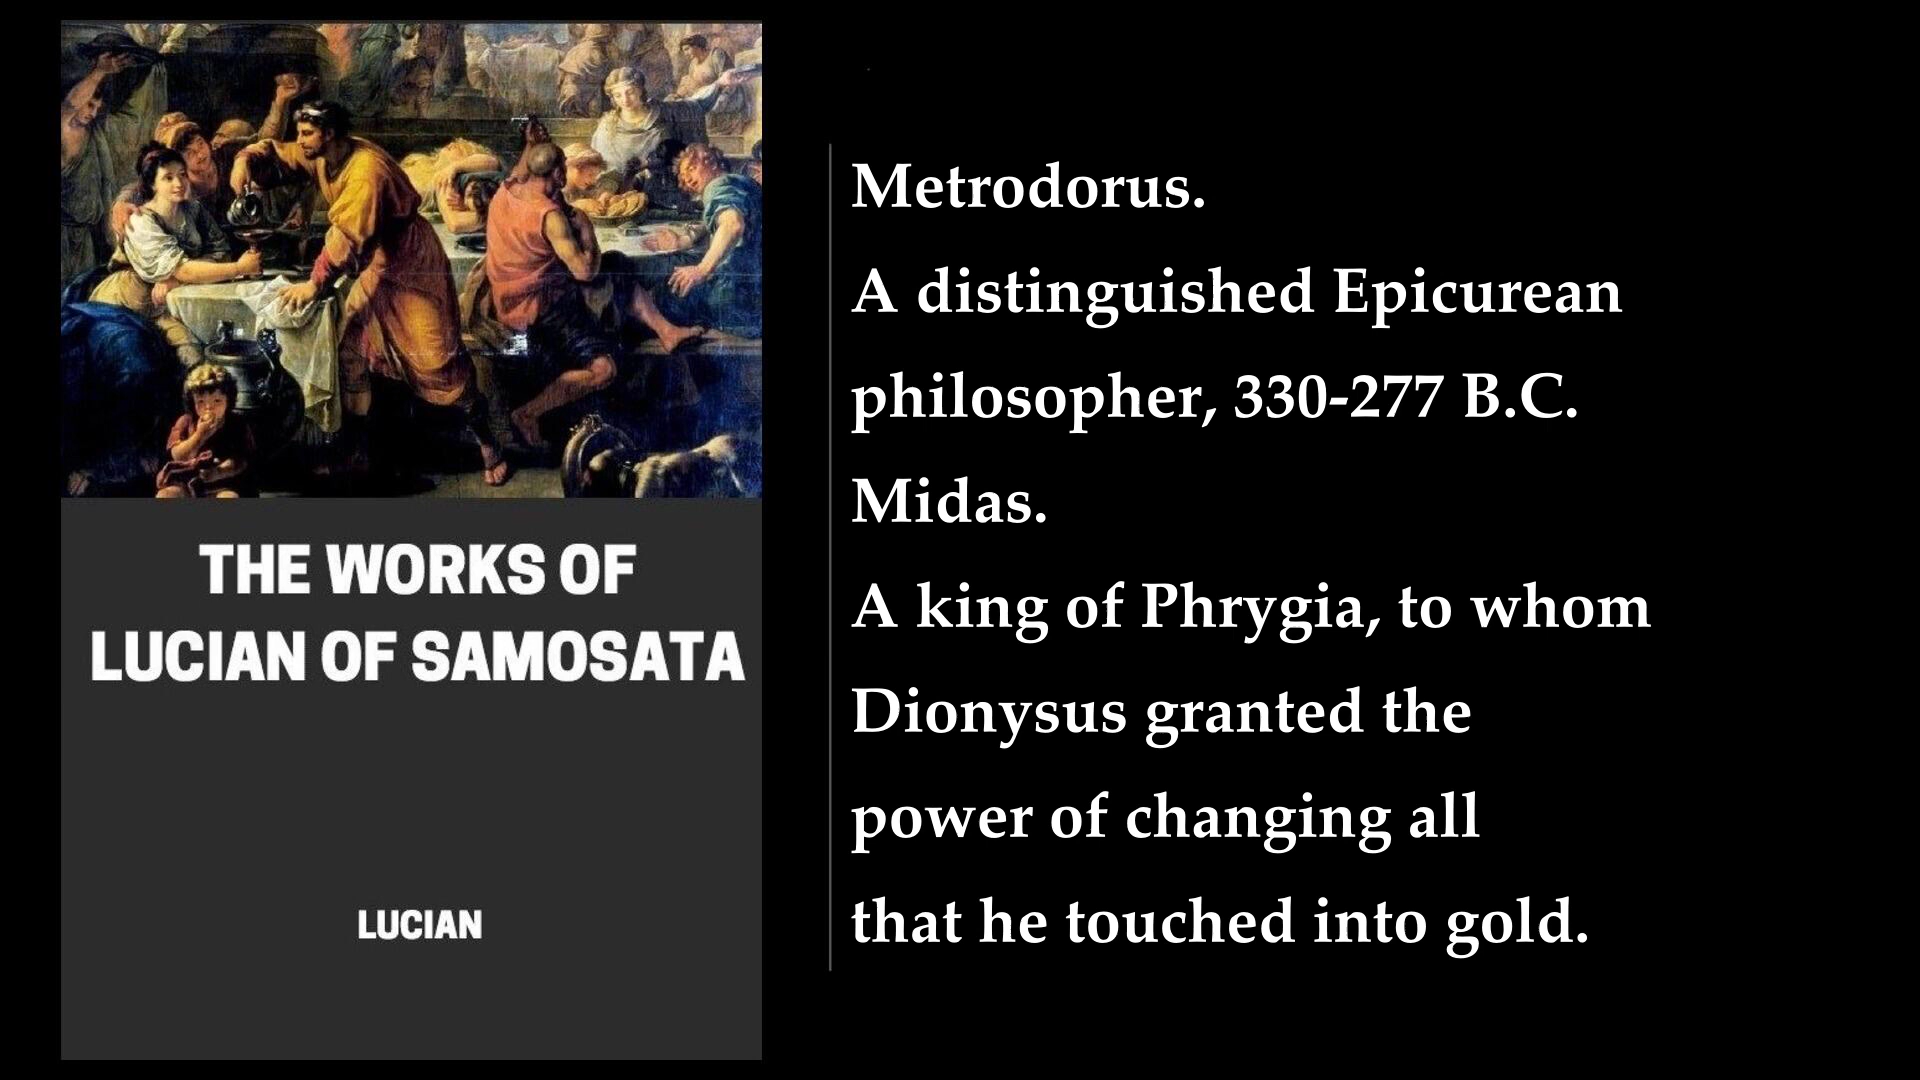 THE WORKS OF
LUCIAN OF SAMOSATA
LUCIAN
Metrodorus.
A distinguished Epicurean
philosopher, 330-277 B.C.
Midas.
A king of Phrygia, to whom
Dionysus granted the
power of changing all
that he touched into gold.